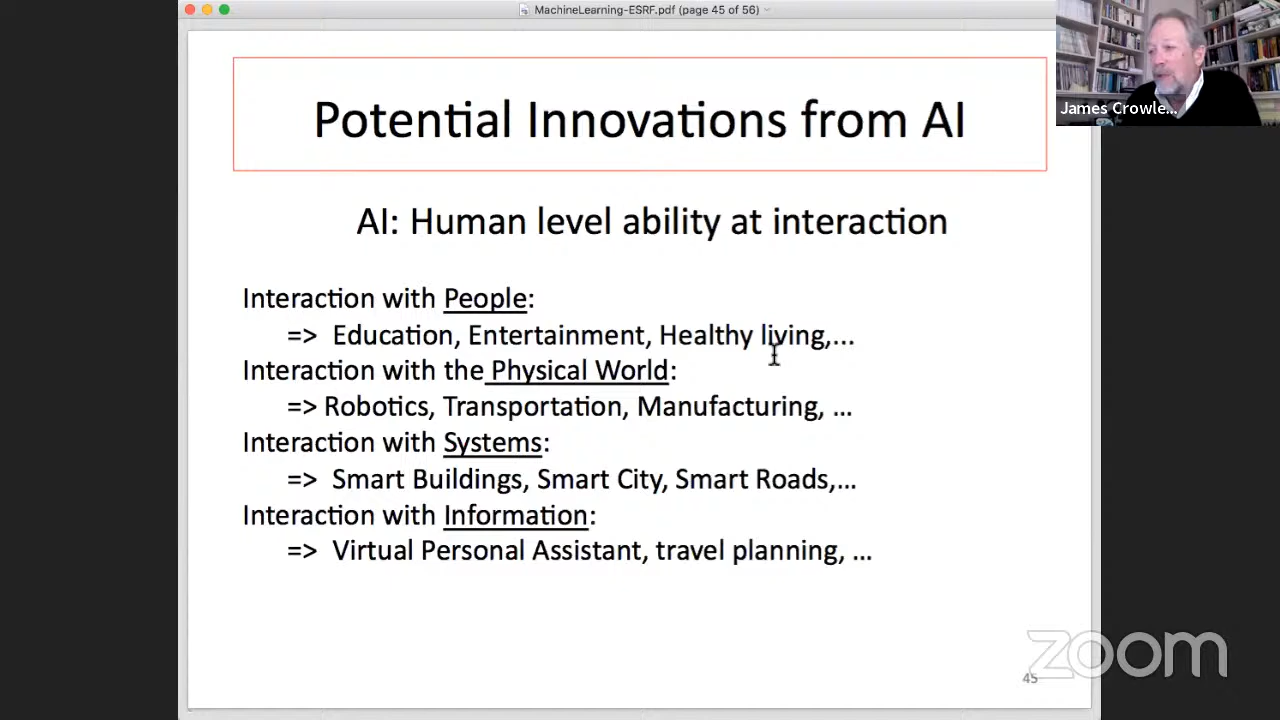 MachineLearning-ESRF.pdf (page 45 of 56)
Potential Innovations from AI
James Crowle...
AI: Human level ability at interaction
Interaction with People:
=> Education, Entertainment, Healthy living,...
Interaction with the Physical World:
=> Robotics, Transportation, Manufacturing, ...
Interaction with Systems:
=> Smart Buildings, Smart City, Smart Roads,...
Interaction with Information:
=> Virtual Personal Assistant, travel planning, ...
zoom
45